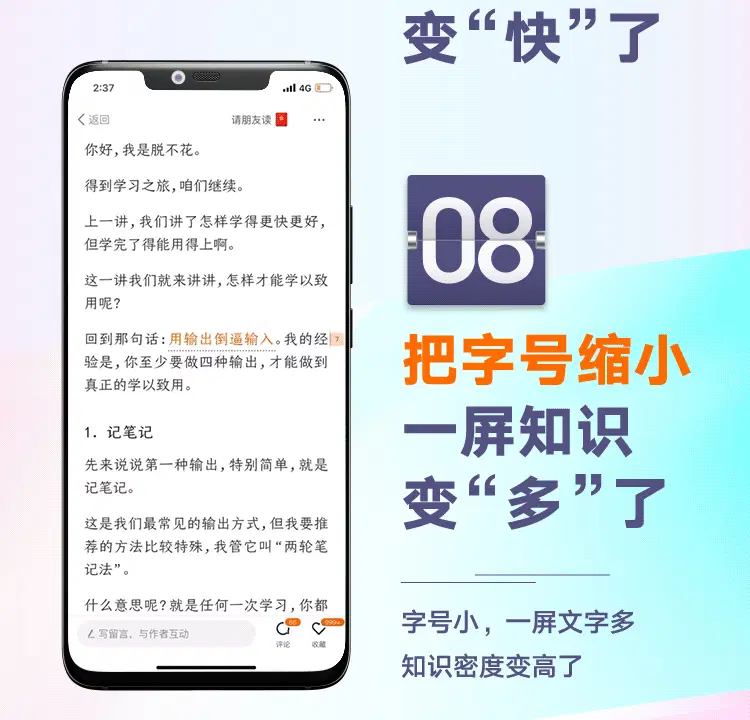 变“快”了
2:37
4G
返回
请朋友读
你好,我是脱不花。
得到学习之旅,咱们继续。
上一讲,我们讲了怎样学得更快更好,
但学完了得能用得上啊。
这一讲我们就来讲讲,怎样才能学以致
用呢?
回到那句话:用输出倒逼输入。我的经
7
验是,你至少要做四种输出,才能做到
真正的学以致用。
1. 记笔记
先来说说第一种输出,特别简单,就是
记笔记。
这是我们最常见的输出方式,但我要推
荐的方法比较特殊,我管它叫“两轮笔
记法”。
什么意思呢?就是任何一次学习,你都
写留言,与作者互动
评论
999+
收藏
08
把字号缩小
一屏知识
变“多”了
字号小,一屏文字多
知识密度变高了